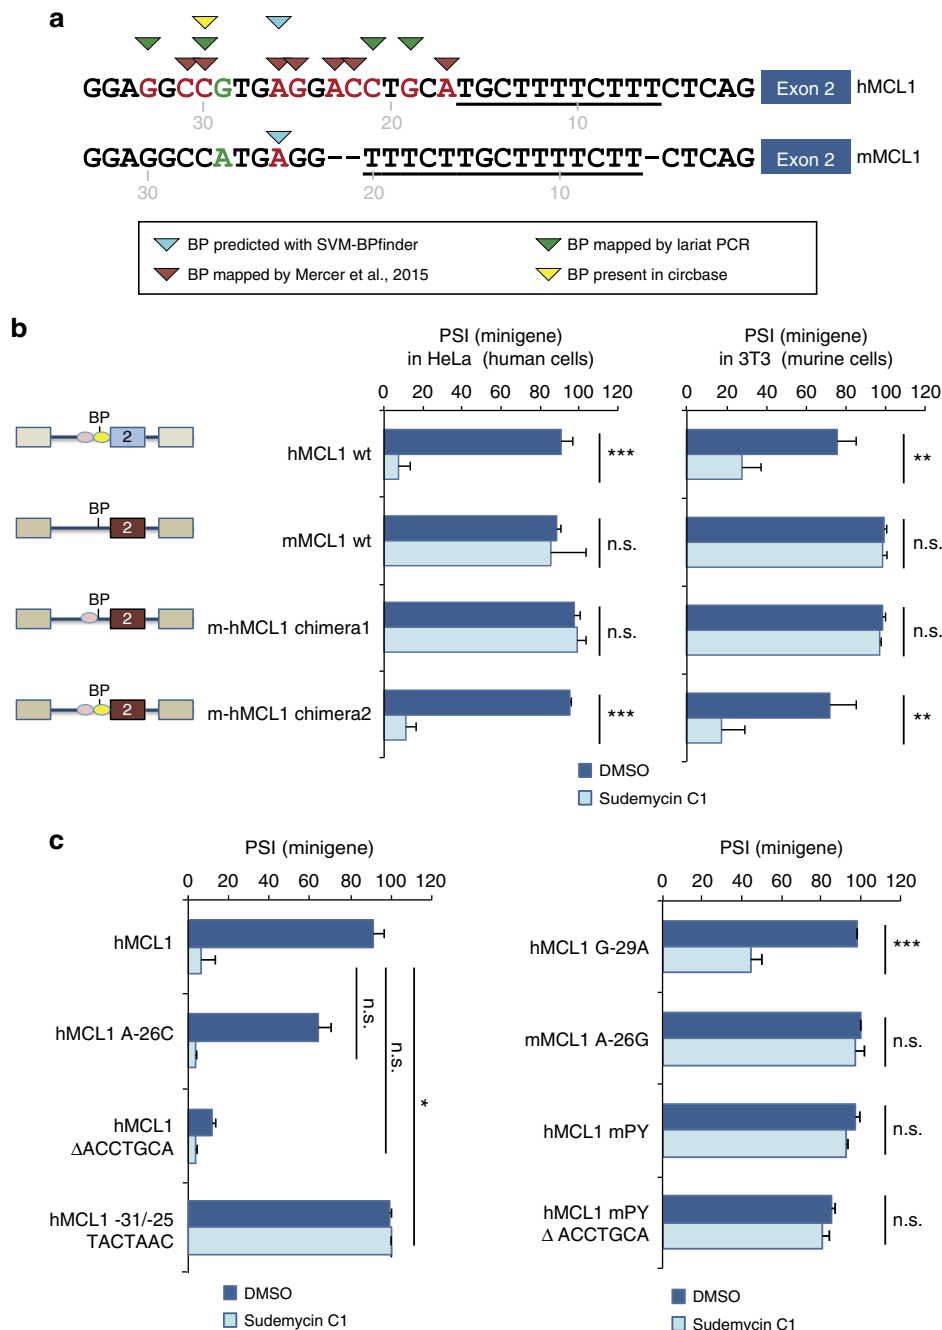 a
GGAGGCCGTGAGGACCTGCATGCTTTTCTTTCTCAG Exon 2 hMCL1
30 20 10
GGAGGCCATGAGG--TTTCTTGCTTTTCTT-CTCAG Exon 2 mMCL1
30 20 10
BP predicted with SVM-BPfinder
BP mapped by lariat PCR
BP mapped by Mercer et al., 2015
BP present in circbase
b
PSI (minigene)
in HeLa (human cells)
PSI (minigene)
in 3T3 (murine cells)
0 20 40 60 80 100 120
0 20 40 60 80 100 120
BP
2
hMCL1 wt
***
**
BP
2
mMCL1 wt
n.s.
n.s.
BP
2
m-hMCL1 chimera1
n.s.
n.s.
BP
2
m-hMCL1 chimera2
***
**
DMSO
Sudemycin C1
c
PSI (minigene)
0 20 40 60 80 100 120
hMCL1
hMCL1 A-26C
hMCL1
ΔACCTGCA
hMCL1 -31/-25
TACTAAC
n.s.
n.s.
*
DMSO
Sudemycin C1
PSI (minigene)
0 20 40 60 80 100 120
hMCL1 G-29A
***
mMCL1 A-26G
n.s.
hMCL1 mPY
n.s.
hMCL1 mPY
Δ ACCTGCA
n.s.
DMSO
Sudemycin C1